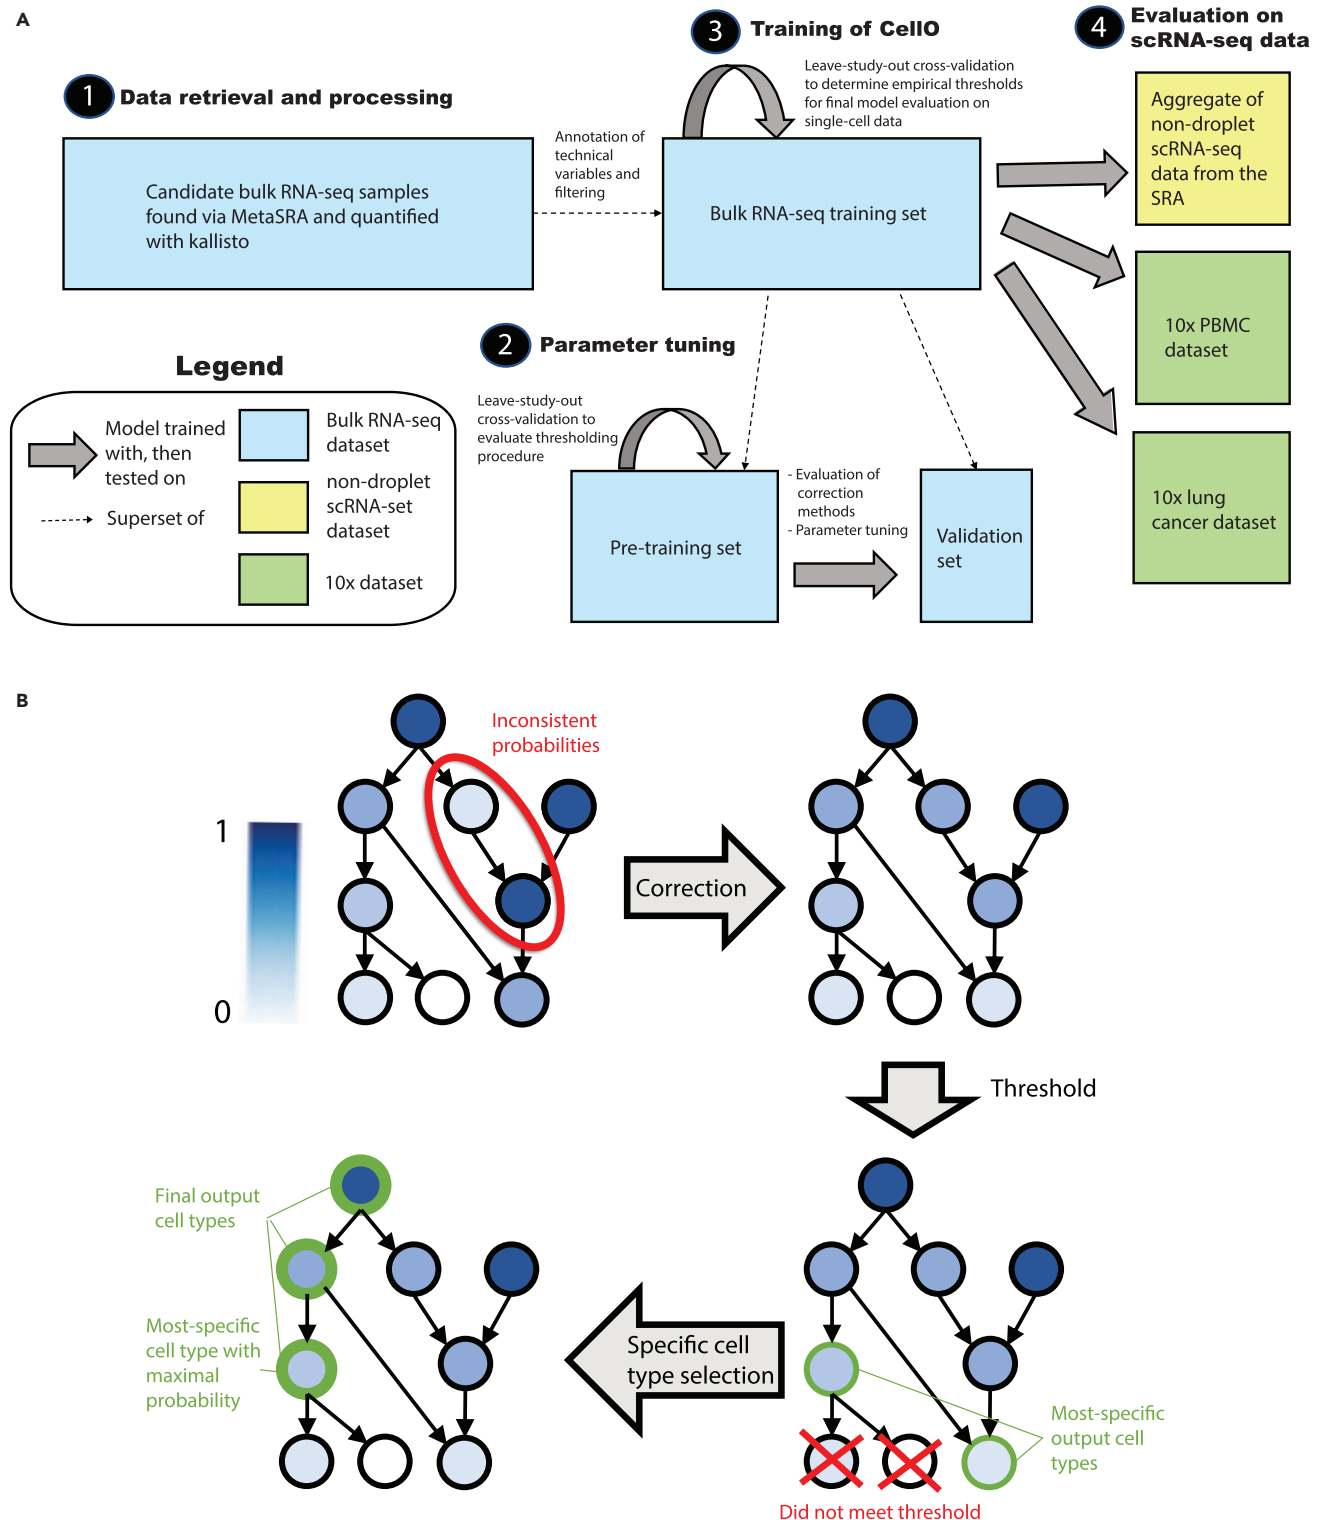 A
1 Data retrieval and processing
Candidate bulk RNA-seq samples
found via MetaSRA and quantified
with kallisto
Annotation of
technical
variables and
filtering
3 Training of CellO
Leave-study-out cross-validation
to determine empirical thresholds
for final model evaluation on
single-cell data
Bulk RNA-seq training set
4 Evaluation on
scRNA-seq data
Aggregate of
non-droplet
scRNA-seq
data from the
SRA
10x PBMC
dataset
10x lung
cancer dataset
2 Parameter tuning
Leave-study-out
cross-validation to
evaluate thresholding
procedure
Pre-training set
- Evaluation of
correction
methods
- Parameter tuning
Validation
set
Legend
Model trained
with, then
tested on
Superset of
Bulk RNA-seq
dataset
non-droplet
scRNA-set
dataset
10x dataset
B
1
0
Inconsistent
probabilities
Correction
Threshold
Most-specific
output cell
types
Did not meet threshold
Specific cell
type selection
Final output
cell types
Most-specific
cell type with
maximal
probability